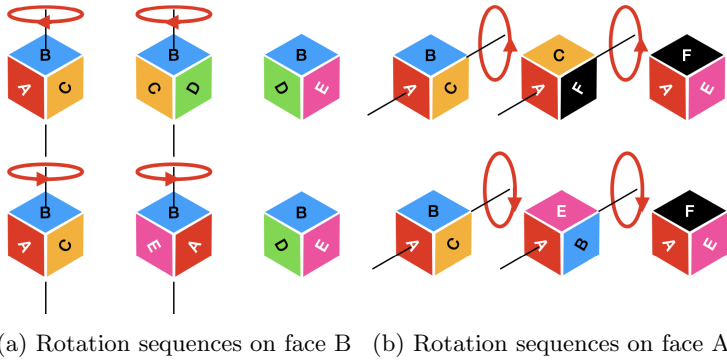 B B B B C F
A C C D D E A C A F A E
B B B B E F
A C E A D E A C A B A E
(a) Rotation sequences on face B (b) Rotation sequences on face A